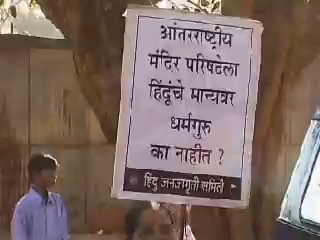 आंतरराष्ट्रीय
मंदिर परिषदेला
हिंदूंचे मान्यवर
धर्मगुरु
का नाहीत ?
हिंदु जनजागृती समिती